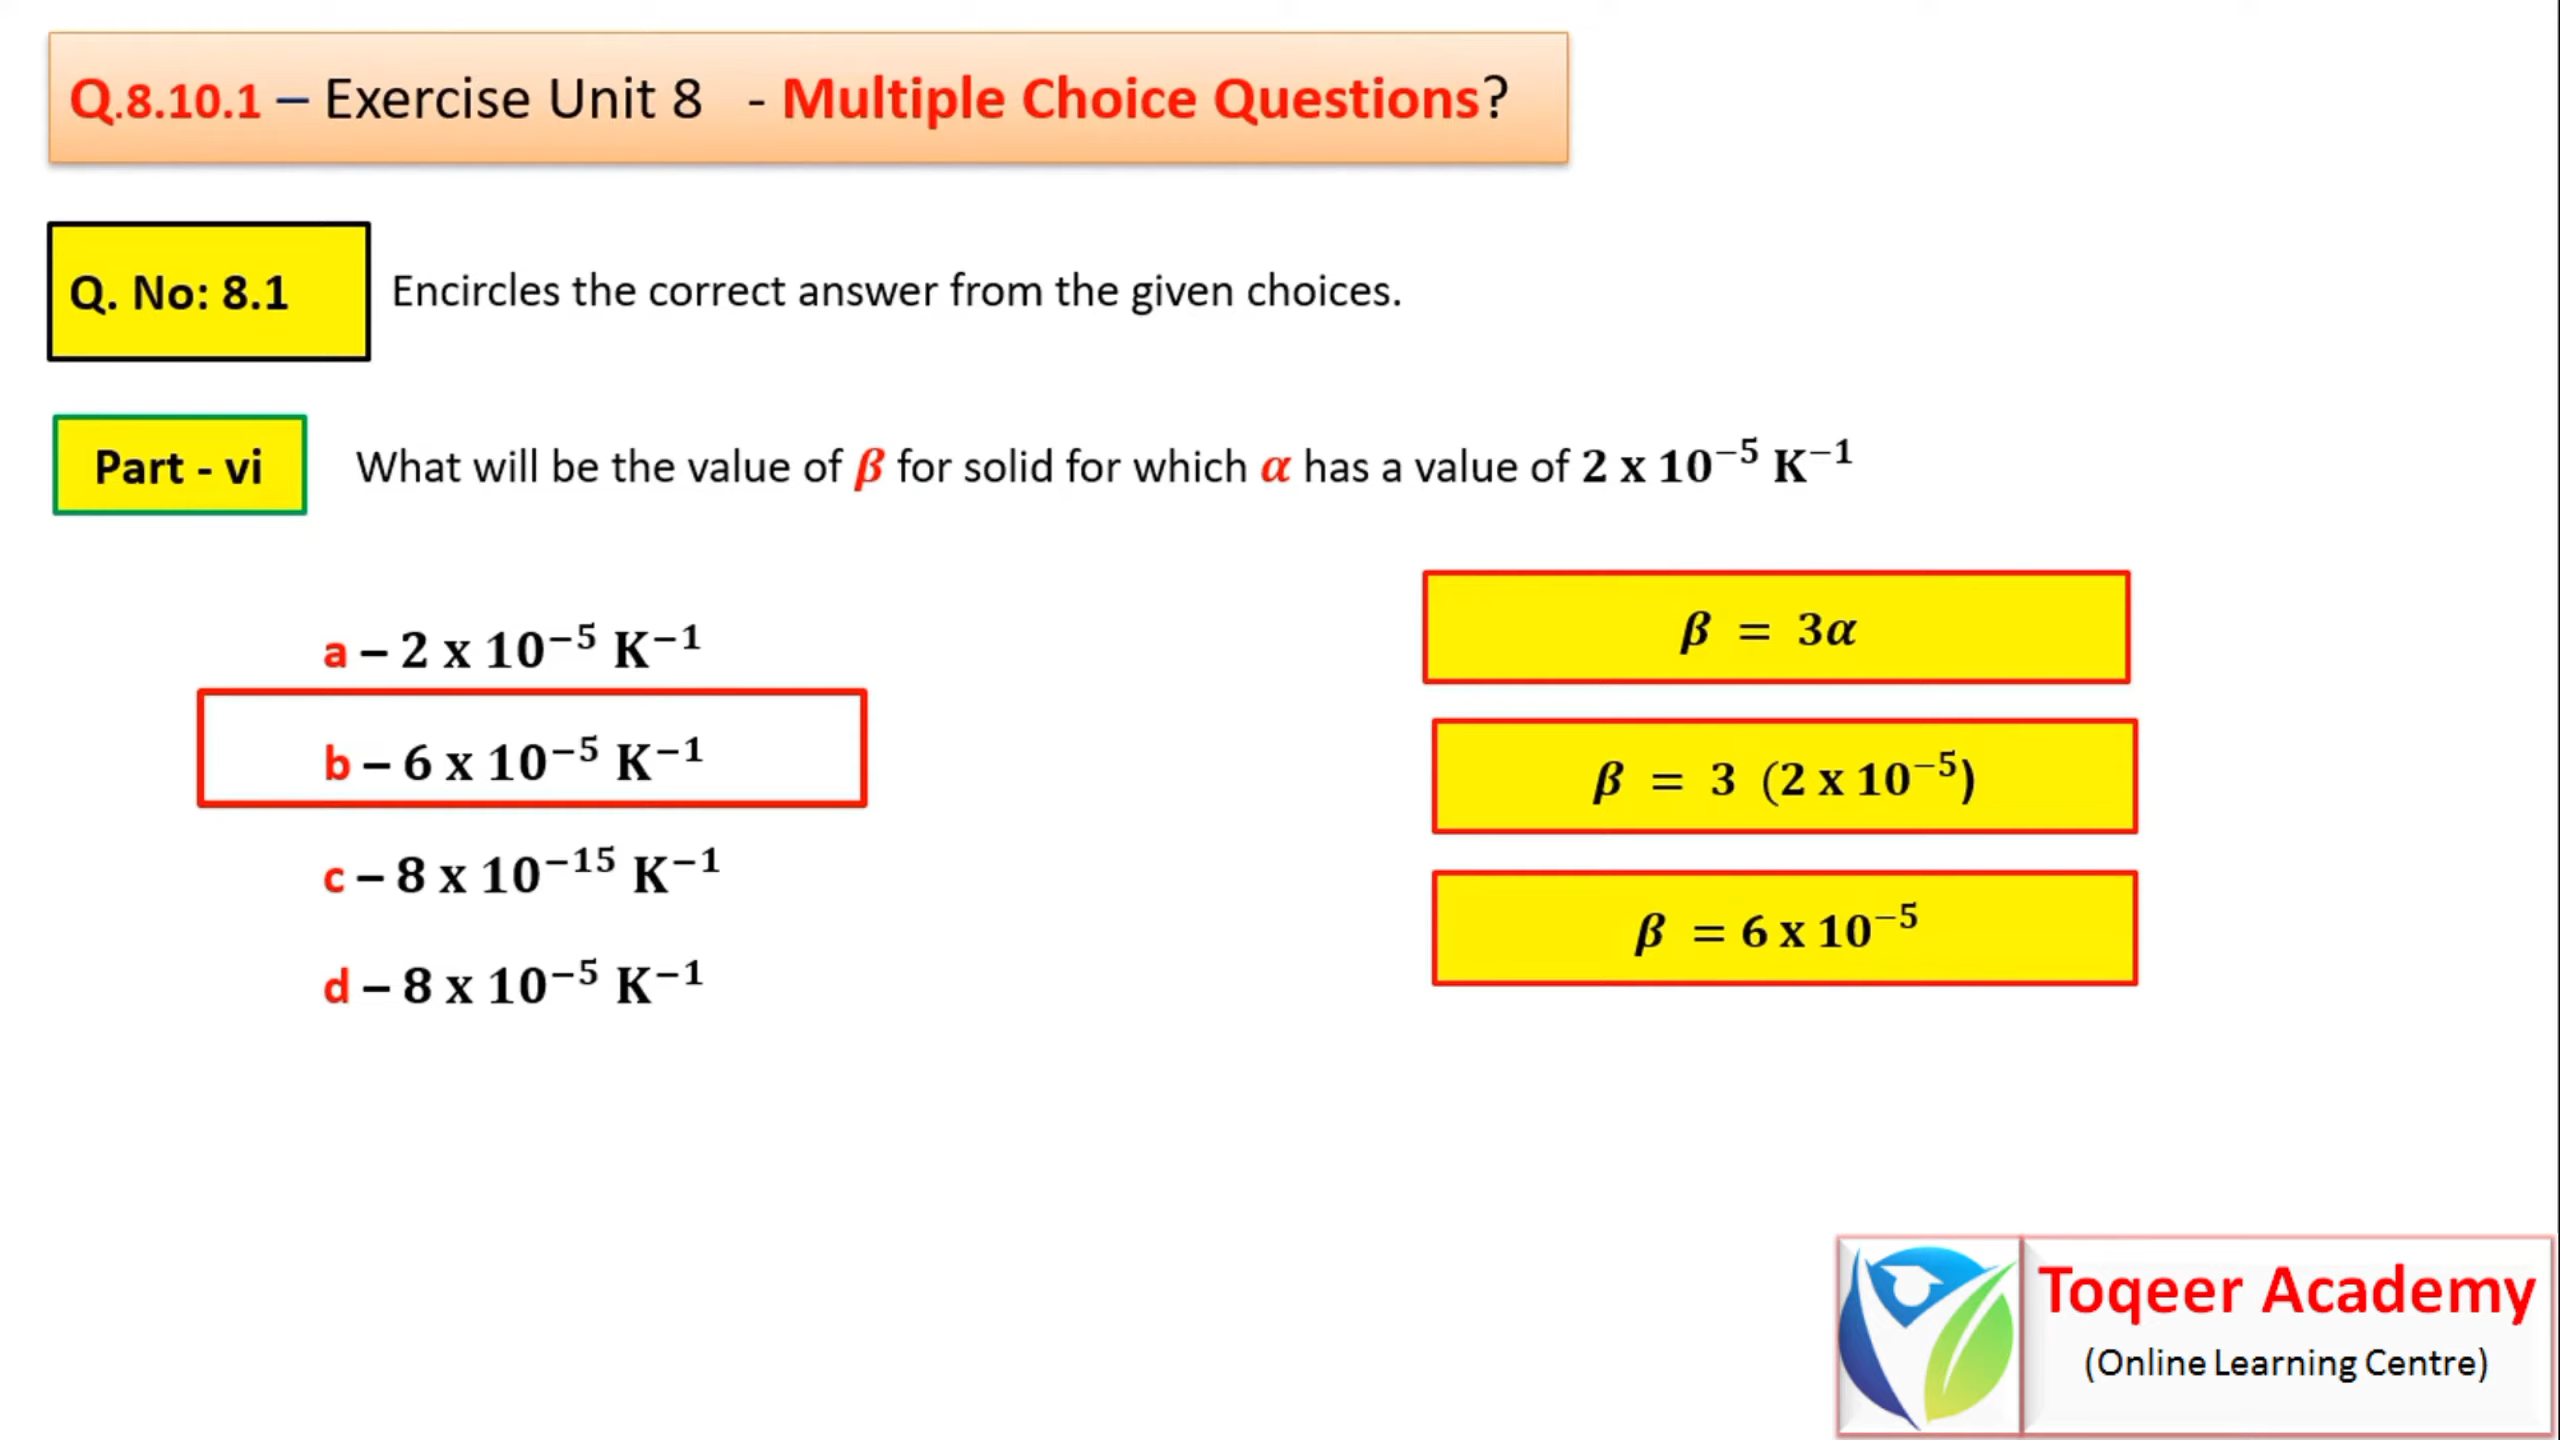 Q.8.10.1 – Exercise Unit 8 - Multiple Choice Questions?
Q. No: 8.1
Encircles the correct answer from the given choices.
Part - vi
What will be the value of β for solid for which α has a value of 2 x 10⁻⁵ K⁻¹
a – 2 x 10⁻⁵ K⁻¹
b – 6 x 10⁻⁵ K⁻¹
c – 8 x 10⁻¹⁵ K⁻¹
d – 8 x 10⁻⁵ K⁻¹
β = 3α
β = 3 (2 x 10⁻⁵)
β = 6 x 10⁻⁵
Toqeer Academy
(Online Learning Centre)